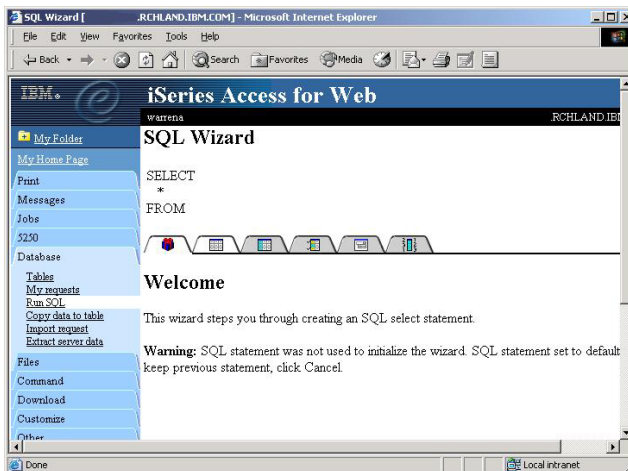 SQL Wizard [ .RCHLAND.IBM.COM] - Microsoft Internet Explorer
File Edit View Favorites Tools Help
Back Search Favorites Media
IBM. iSeries Access for Web
warrena .RCHLAND.IB
My Folder
My Home Page
Print
Messages
Jobs
5250
Database
Tables
My requests
Run SQL
Copy data to table
Import request
Extract server data
Files
Command
Download
Customize
Other
SQL Wizard
SELECT
*
FROM
Welcome
This wizard steps you through creating an SQL select statement.
Warning: SQL statement was not used to initialize the wizard. SQL statement set to default
keep previous statement, click Cancel.
Done Local intranet